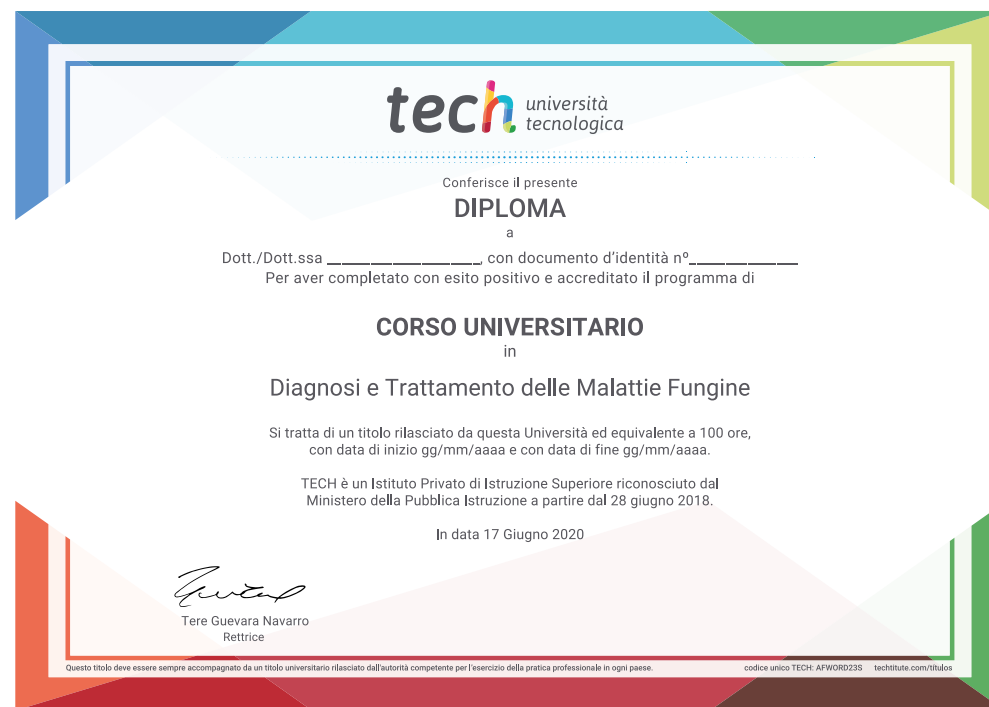 tech università
tecnologica
Conferisce il presente
DIPLOMA
a
Dott./Dott.ssa ____________________, con documento d'identità nº______________
Per aver completato con esito positivo e accreditato il programma di
CORSO UNIVERSITARIO
in
Diagnosi e Trattamento delle Malattie Fungine
Si tratta di un titolo rilasciato da questa Università ed equivalente a 100 ore,
con data di inizio gg/mm/aaaa e con data di fine gg/mm/aaaa.
TECH è un Istituto Privato di Istruzione Superiore riconosciuto dal
Ministero della Pubblica Istruzione a partire dal 28 giugno 2018.
In data 17 Giugno 2020
Tere Guevara Navarro
Rettrice
Questo titolo deve essere sempre accompagnato da un titolo universitario rilasciato dall'autorità competente per l'esercizio della pratica professionale in ogni paese. codice unico TECH: AFWORD23S techtitute.com/titulos